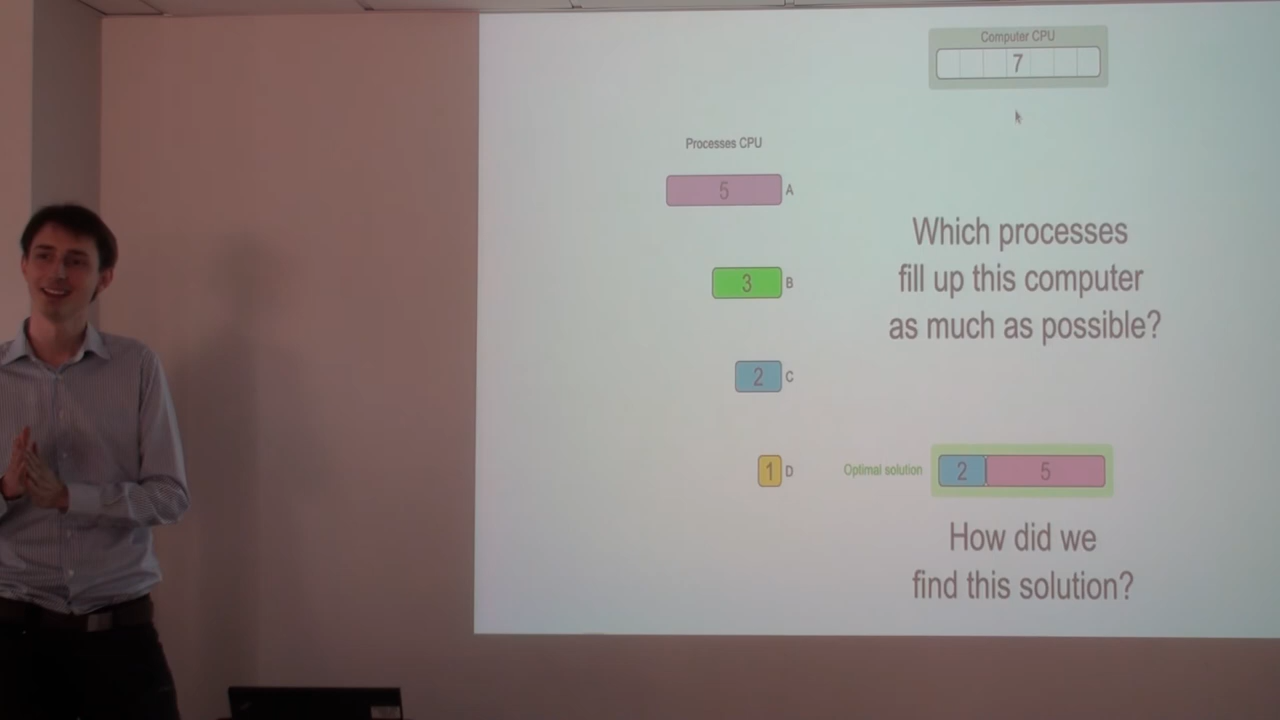 Computer CPU
7
Processes CPU
5 A
Which processes
fill up this computer
as much as possible?
3 B
2 C
1 D
Optimal solution 2 5
How did we
find this solution?